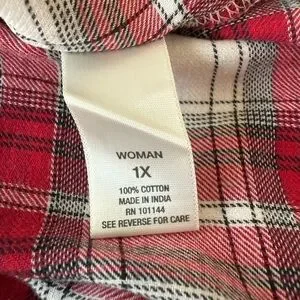 WOMAN
1X
100% COTTON
MADE IN INDIA
RN 101144
SEE REVERSE FOR CARE